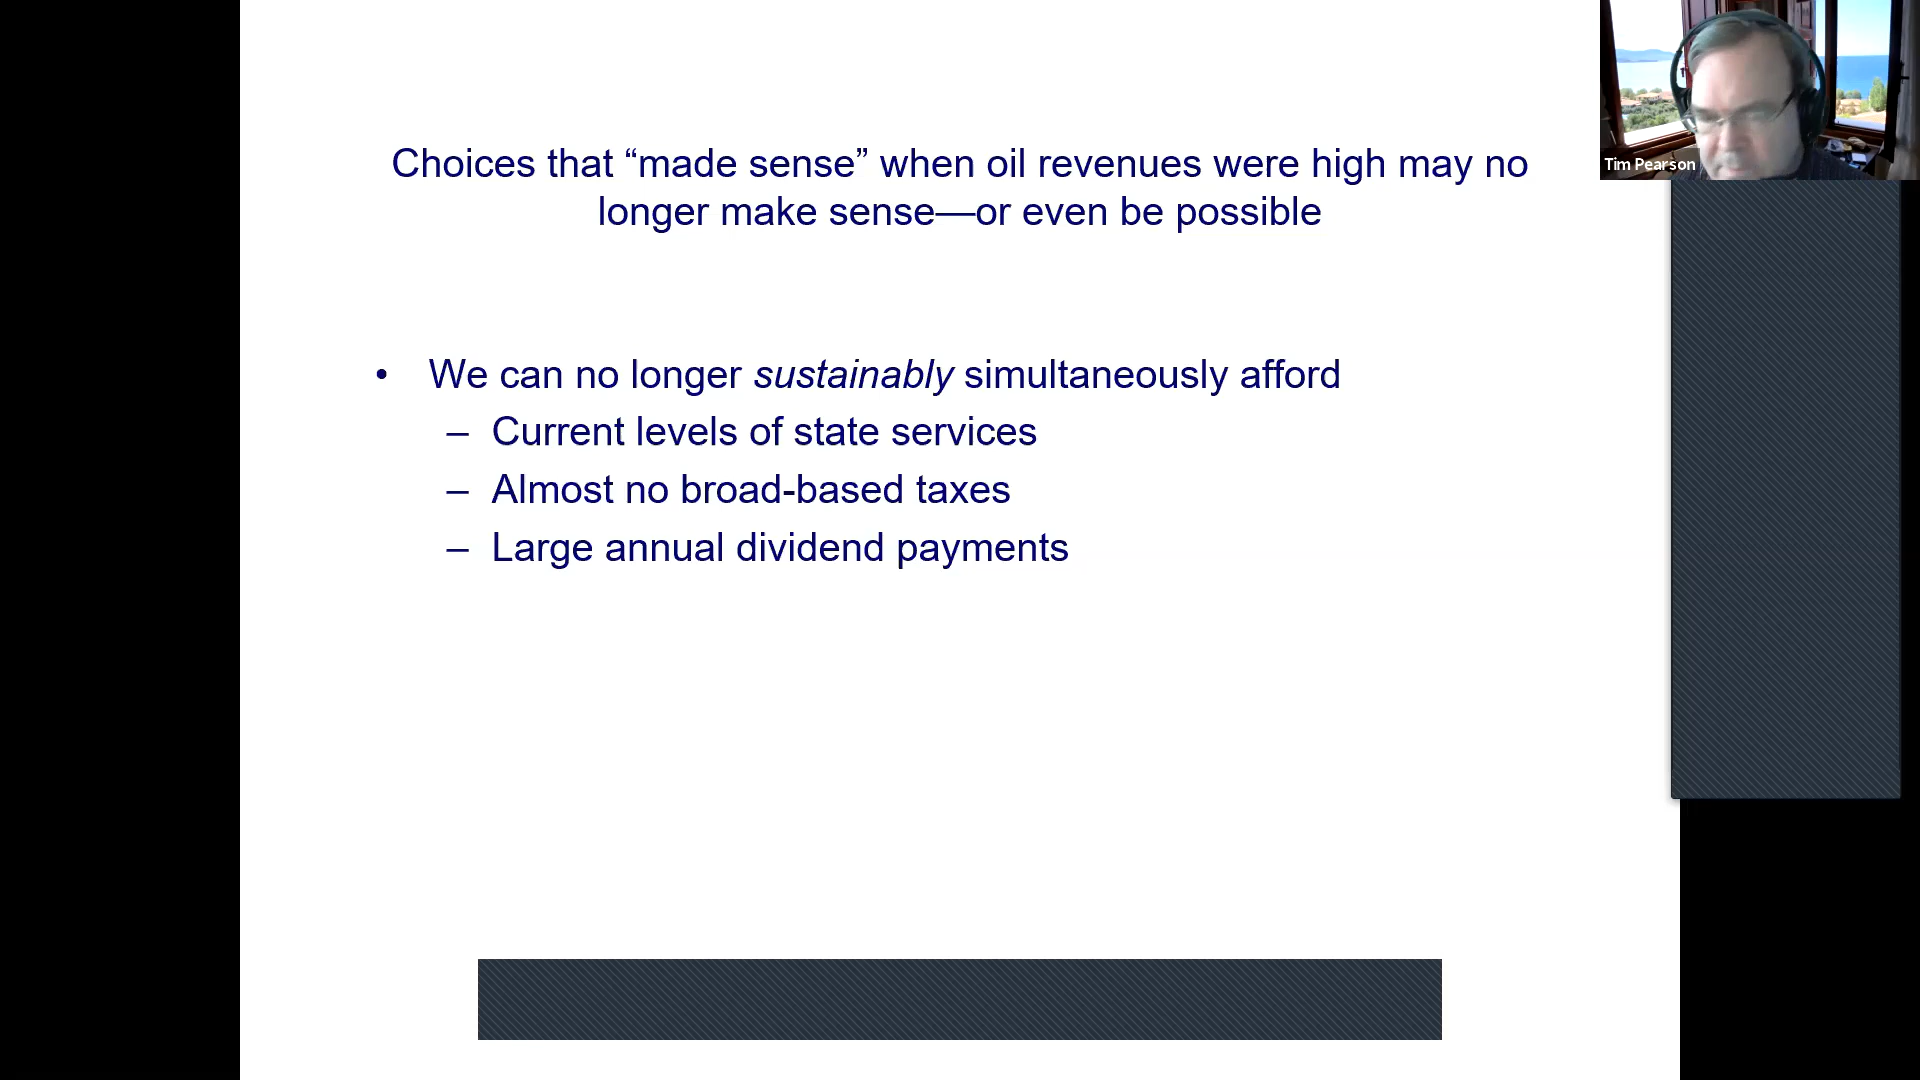 Choices that “made sense” when oil revenues were high may no
longer make sense—or even be possible
Tim Pearson
• We can no longer sustainably simultaneously afford
– Current levels of state services
– Almost no broad-based taxes
– Large annual dividend payments